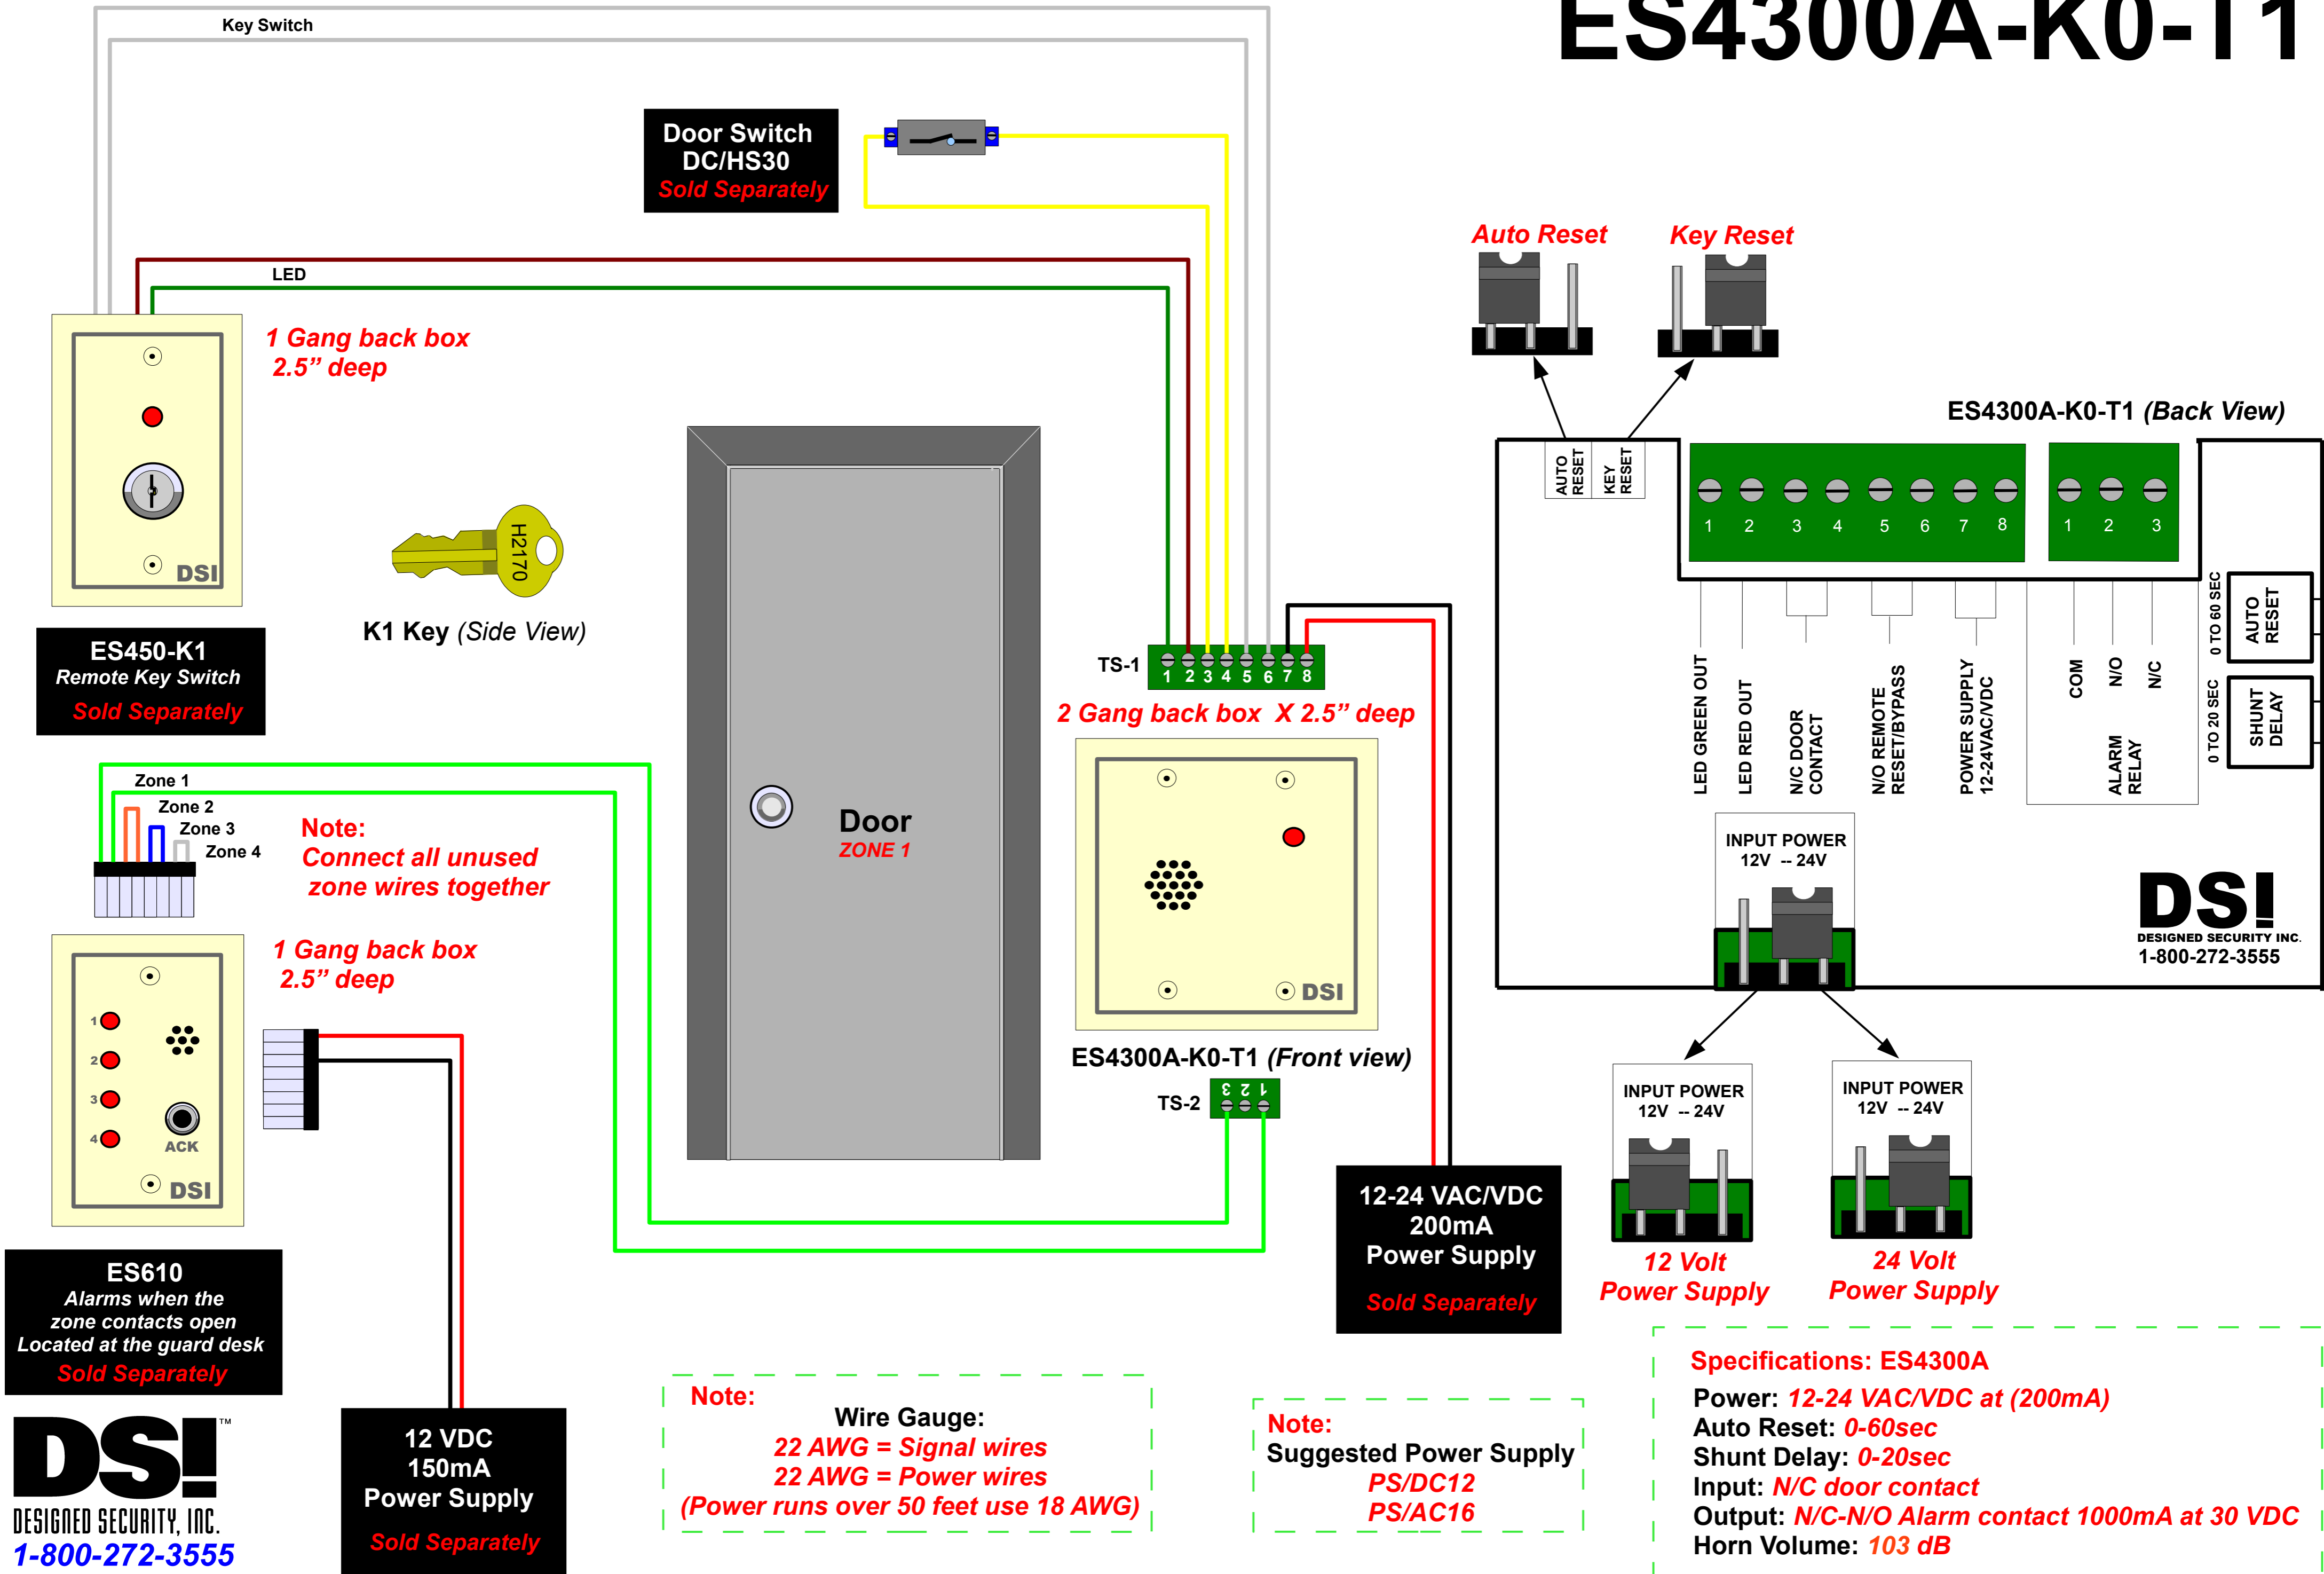 ES4300A-K0-T1
Key Switch
Door Switch
DC/HS30
Sold Separately
LED
1 Gang back box
2.5” deep
DSI
ES450-K1
Remote Key Switch
Sold Separately
H2170
K1 Key (Side View)
Zone 1
Zone 2
Zone 3
Zone 4
Note:
Connect all unused
zone wires together
1 Gang back box
2.5” deep
1
2
3
4
ACK
DSI
ES610
Alarms when the
zone contacts open
Located at the guard desk
Sold Separately
DSI™
DESIGNED SECURITY, INC.
1-800-272-3555
12 VDC
150mA
Power Supply
Sold Separately
Door
ZONE 1
TS-1
1 2 3 4 5 6 7 8
2 Gang back box X 2.5” deep
DSI
ES4300A-K0-T1 (Front view)
TS-2
3 2 1
12-24 VAC/VDC
200mA
Power Supply
Sold Separately
Note:
Wire Gauge:
22 AWG = Signal wires
22 AWG = Power wires
(Power runs over 50 feet use 18 AWG)
Note:
Suggested Power Supply
PS/DC12
PS/AC16
Auto Reset
Key Reset
ES4300A-K0-T1 (Back View)
AUTO
RESET
KEY
RESET
1 2 3 4 5 6 7 8
1 2 3
LED GREEN OUT
LED RED OUT
N/C DOOR
CONTACT
N/O REMOTE
RESET/BYPASS
POWER SUPPLY
12-24VAC/VDC
COM
N/O
N/C
ALARM
RELAY
0 TO 60 SEC
AUTO
RESET
0 TO 20 SEC
SHUNT
DELAY
INPUT POWER
12V -- 24V
DSI
DESIGNED SECURITY INC.
1-800-272-3555
INPUT POWER
12V -- 24V
12 Volt
Power Supply
INPUT POWER
12V -- 24V
24 Volt
Power Supply
Specifications: ES4300A
Power: 12-24 VAC/VDC at (200mA)
Auto Reset: 0-60sec
Shunt Delay: 0-20sec
Input: N/C door contact
Output: N/C-N/O Alarm contact 1000mA at 30 VDC
Horn Volume: 103 dB